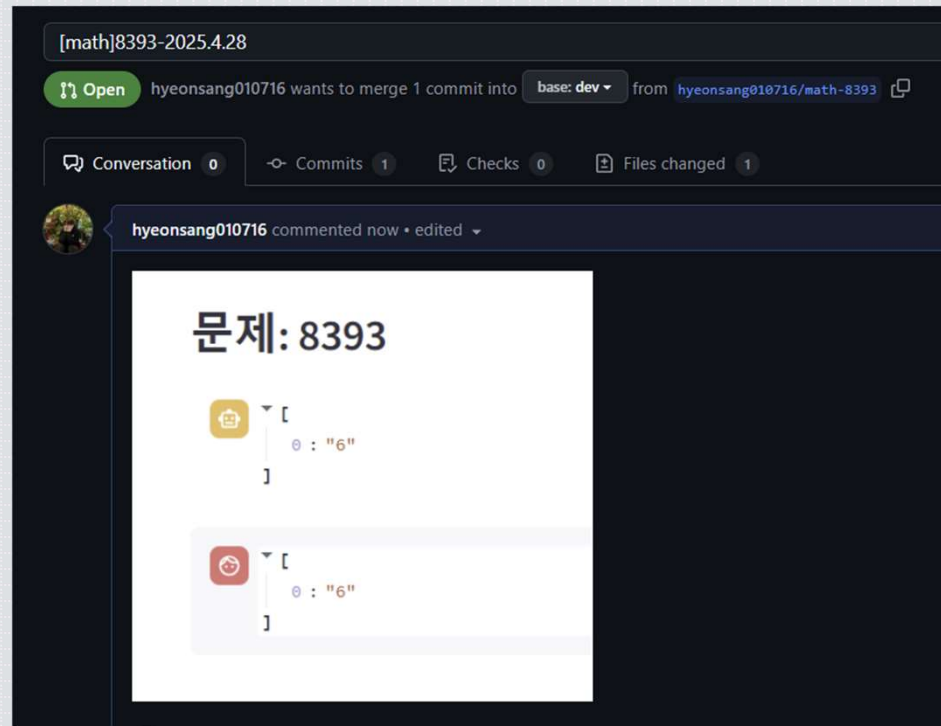 [math]8393-2025.4.28
Open hyeonsang010716 wants to merge 1 commit into base: dev from hyeonsang010716/math-8393
Conversation 0 Commits 1 Checks 0 Files changed 1
hyeonsang010716 commented now • edited
문제: 8393
[
0 : "6"
]
[
0 : "6"
]